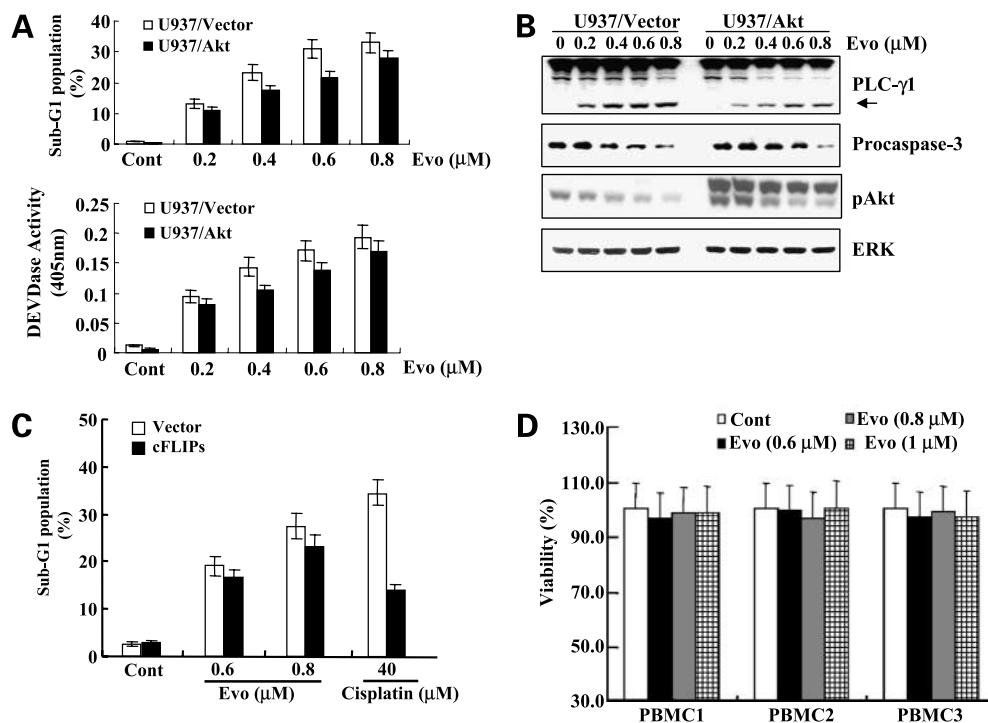 A
U937/Vector
U937/Akt
Sub-G1 population
(%)
40
30
20
10
0
Cont 0.2 0.4 0.6 0.8 Evo (μM)
U937/Vector
U937/Akt
DEVDase Activity
(405nm)
0.25
0.2
0.15
0.1
0.05
0
Cont 0.2 0.4 0.6 0.8 Evo (μM)
B
U937/Vector U937/Akt
0 0.2 0.4 0.6 0.8 0 0.2 0.4 0.6 0.8 Evo (μM)
PLC-γ1
Procaspase-3
pAkt
ERK
C
Vector
cFLIPs
Sub-G1 population
(%)
50
40
30
20
10
0
Cont 0.6 0.8 40
Evo (μM) Cisplatin (μM)
D
Cont Evo (0.8 μM)
Evo (0.6 μM) Evo (1 μM)
Viability (%)
130.0
110.0
90.0
70.0
50.0
30.0
PBMC1 PBMC2 PBMC3